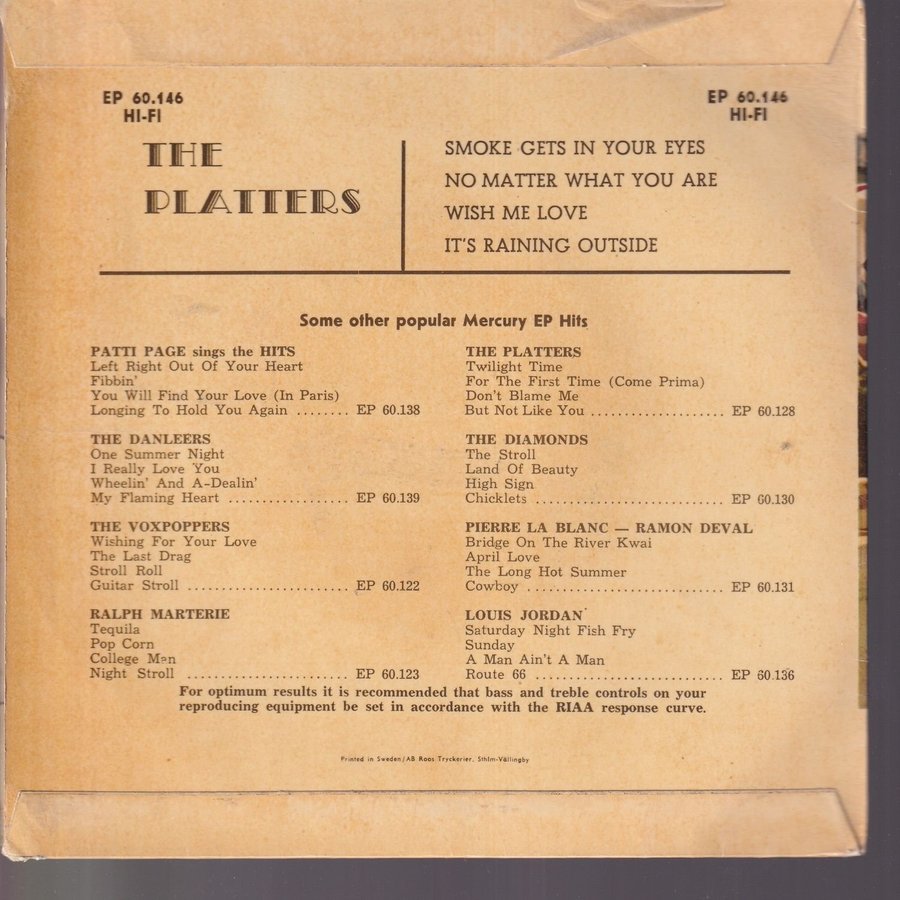 EP 60.146
HI-FI
EP 60.146
HI-FI
THE
PLATTERS
SMOKE GETS IN YOUR EYES
NO MATTER WHAT YOU ARE
WISH ME LOVE
IT'S RAINING OUTSIDE
Some other popular Mercury EP Hits
PATTI PAGE sings the HITS
Left Right Out Of Your Heart
Fibbin'
You Will Find Your Love (In Paris)
Longing To Hold You Again ........ EP 60.138
THE DANLEERS
One Summer Night
I Really Love You
Wheelin' And A-Dealin'
My Flaming Heart .................. EP 60.139
THE VOXPOPPERS
Wishing For Your Love
The Last Drag
Stroll Roll
Guitar Stroll ........................ EP 60.122
RALPH MARTERIE
Tequila
Pop Corn
College Man
Night Stroll ........................ EP 60.123
THE PLATTERS
Twilight Time
For The First Time (Come Prima)
Don't Blame Me
But Not Like You .................... EP 60.128
THE DIAMONDS
The Stroll
Land Of Beauty
High Sign
Chicklets ............................ EP 60.130
PIERRE LA BLANC — RAMON DEVAL
Bridge On The River Kwai
April Love
The Long Hot Summer
Cowboy .............................. EP 60.131
LOUIS JORDAN
Saturday Night Fish Fry
Sunday
A Man Ain't A Man
Route 66 ............................ EP 60.136
For optimum results it is recommended that bass and treble controls on your
reproducing equipment be set in accordance with the RIAA response curve.
Printed in Sweden/AB Roos Tryckerier, Sthlm-Vällingby